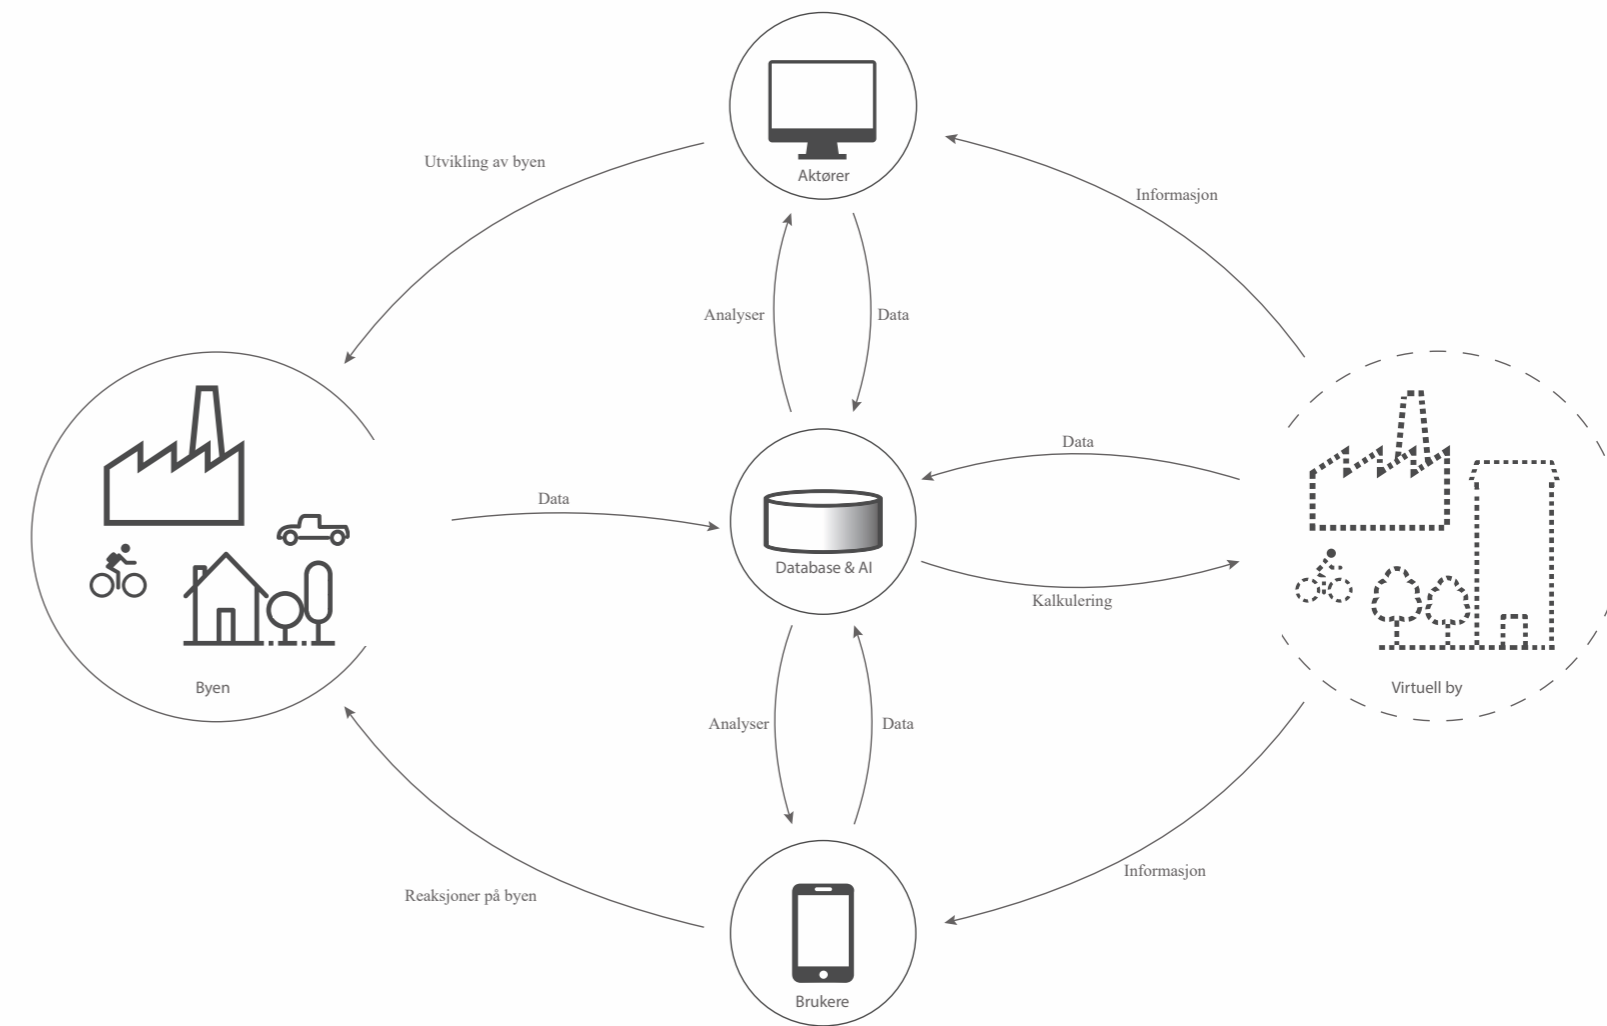 Aktører
Utvikling av byen
Informasjon
Analyser
Data
Data
Data
Database & AI
Kalkulering
Byen
Virtuell by
Analyser
Data
Informasjon
Reaksjoner på byen
Brukere